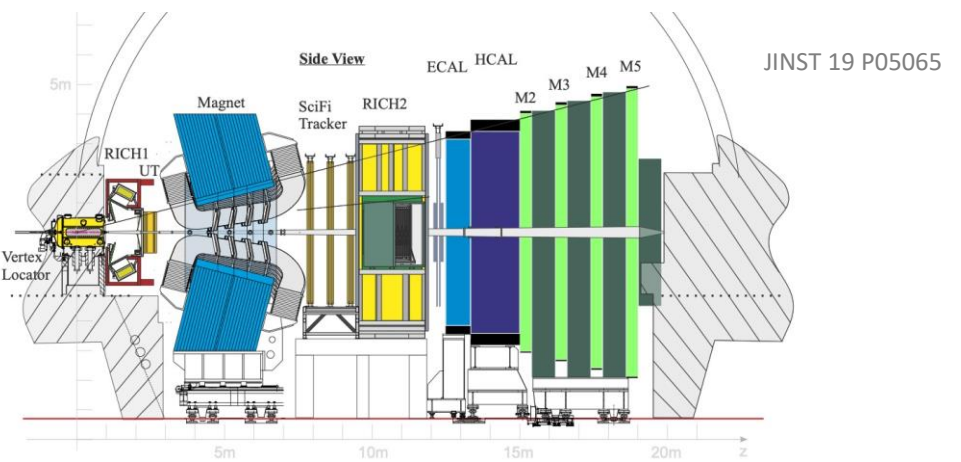 Side View
JINST 19 P05065
ECAL
HCAL
M5
M4
M3
M2
5m
Magnet
SciFi
Tracker
RICH2
RICH1
UT
Vertex
Locator
5m
10m
15m
20m
z